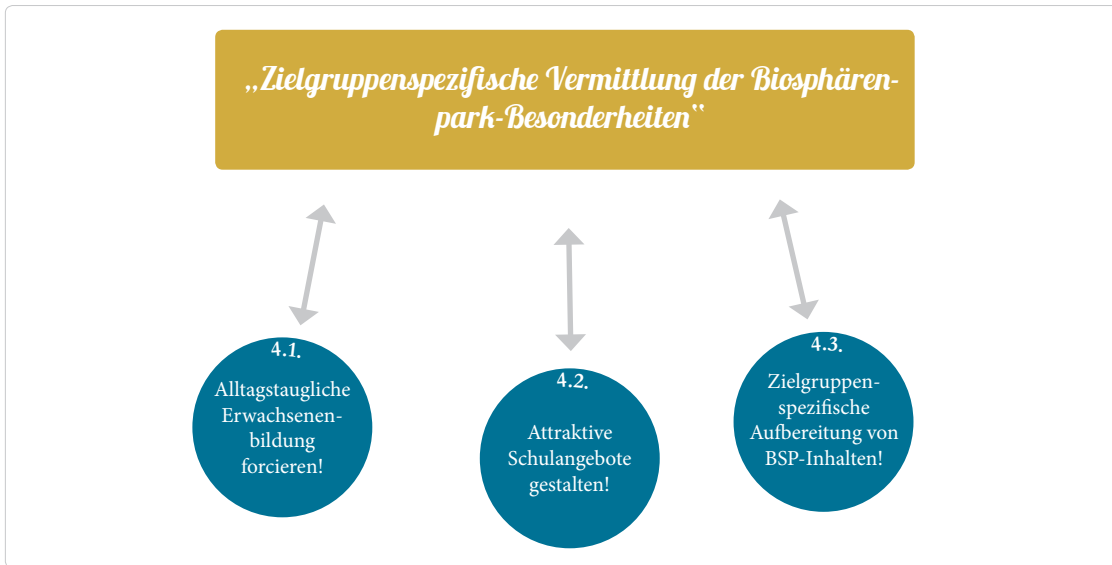 „Zielgruppenspezifische Vermittlung der Biosphären-
park-Besonderheiten“
4.1.
Alltagstaugliche
Erwachsenen-
bildung
forcieren!
4.2.
Attraktive
Schulangebote
gestalten!
4.3.
Zielgruppen-
spezifische
Aufbereitung von
BSP-Inhalten!